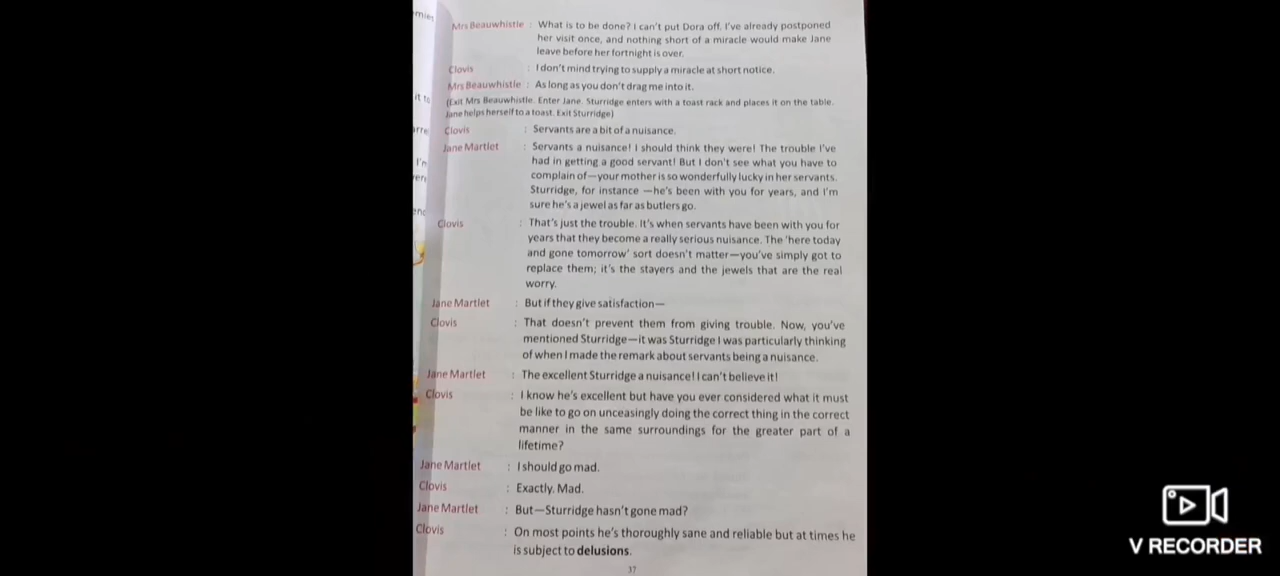 Mrs Beauwhistle : What is to be done? I can't put Dora off. I've already postponed
her visit once, and nothing short of a miracle would make Jane
leave before her fortnight is over.
Clovis : I don't mind trying to supply a miracle at short notice.
Mrs Beauwhistle : As long as you don't drag me into it.
(Exit Mrs Beauwhistle. Enter Jane. Sturridge enters with a toast rack and places it on the table.
Jane helps herself to a toast. Exit Sturridge)
Clovis : Servants are a bit of a nuisance.
Jane Martlet : Servants a nuisance! I should think they were! The trouble I've
had in getting a good servant! But I don't see what you have to
complain of—your mother is so wonderfully lucky in her servants.
Sturridge, for instance —he's been with you for years, and I'm
sure he's a jewel as far as butlers go.
Clovis : That's just the trouble. It's when servants have been with you for
years that they become a really serious nuisance. The 'here today
and gone tomorrow' sort doesn't matter—you've simply got to
replace them; it's the stayers and the jewels that are the real
worry.
Jane Martlet : But if they give satisfaction—
Clovis : That doesn't prevent them from giving trouble. Now, you've
mentioned Sturridge—it was Sturridge I was particularly thinking
of when I made the remark about servants being a nuisance.
Jane Martlet : The excellent Sturridge a nuisance! I can't believe it!
Clovis : I know he's excellent but have you ever considered what it must
be like to go on unceasingly doing the correct thing in the correct
manner in the same surroundings for the greater part of a
lifetime?
Jane Martlet : I should go mad.
Clovis : Exactly. Mad.
Jane Martlet : But—Sturridge hasn't gone mad?
Clovis : On most points he's thoroughly sane and reliable but at times he
is subject to delusions.
37
V RECORDER